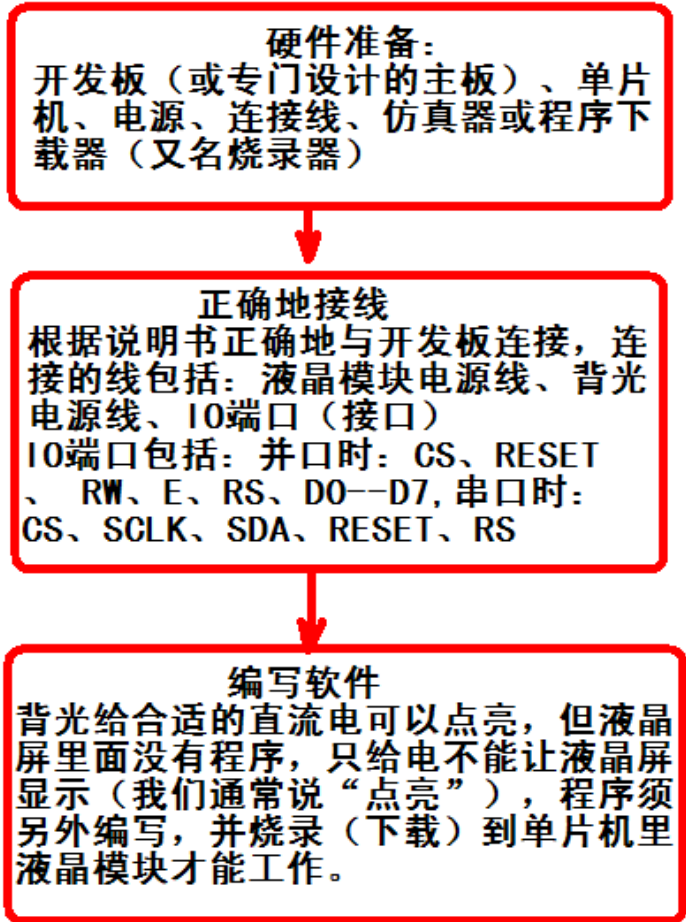 硬件准备：
开发板（或专门设计的主板）、单片
机、电源、连接线、仿真器或程序下
载器（又名烧录器）
正确地接线
根据说明书正确地与开发板连接，连
接的线包括：液晶模块电源线、背光
电源线、IO端口（接口）
IO端口包括：并口时：CS、RESET
、 RW、E、RS、D0--D7,串口时：
CS、SCLK、SDA、RESET、RS
编写软件
背光给合适的直流电可以点亮，但液晶
屏里面没有程序，只给电不能让液晶屏
显示（我们通常说“点亮”），程序须
另外编写，并烧录（下载）到单片机里
液晶模块才能工作。